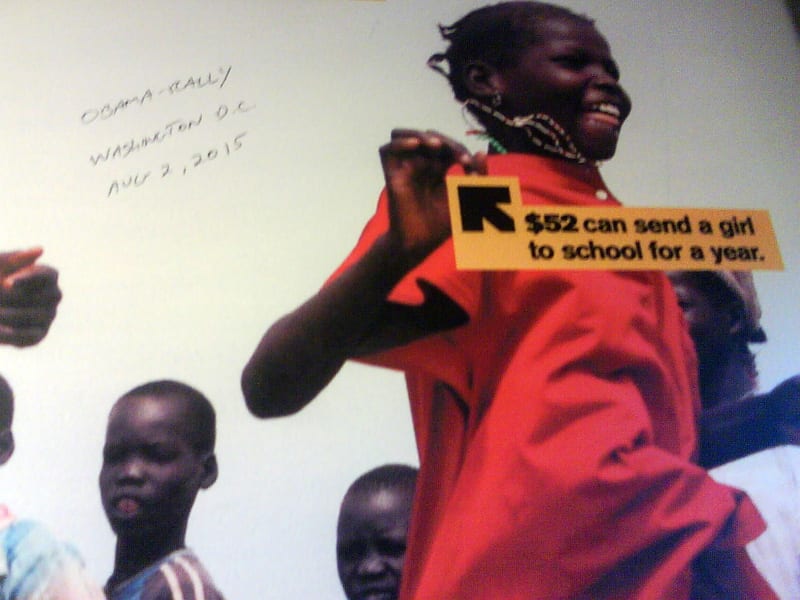 OBAMA-RALLY
WASHINGTON D.C.
AUG 2, 2015
$52 can send a girl
to school for a year.